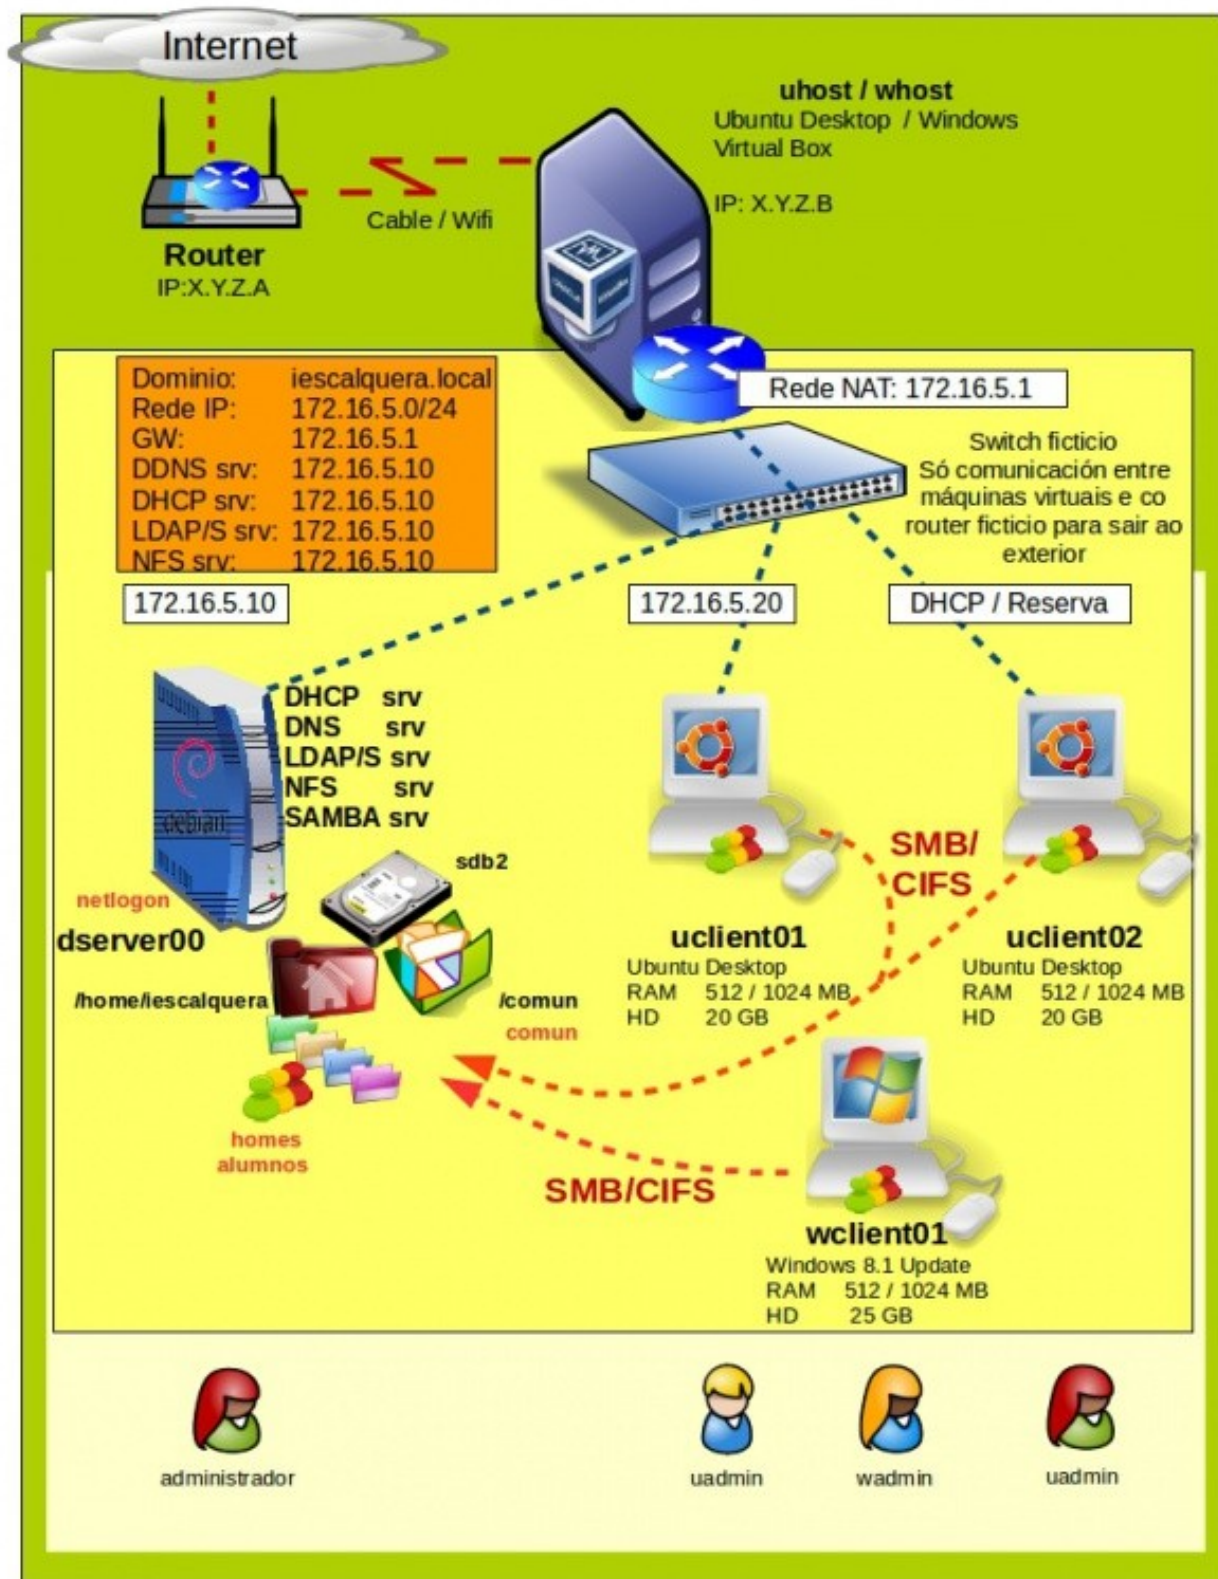 Internet
uhost / whost
Ubuntu Desktop / Windows
Virtual Box
IP: X.Y.Z.B
Cable / Wifi
Router
IP:X.Y.Z.A
Dominio: iescalquera.local
Rede IP: 172.16.5.0/24
GW: 172.16.5.1
DDNS srv: 172.16.5.10
DHCP srv: 172.16.5.10
LDAP/S srv: 172.16.5.10
NFS srv: 172.16.5.10
Rede NAT: 172.16.5.1
Switch ficticio
Só comunicación entre
máquinas virtuais e co
router ficticio para sair ao
exterior
172.16.5.10
172.16.5.20
DHCP / Reserva
DHCP srv
DNS srv
LDAP/S srv
NFS srv
SAMBA srv
debian
sdb2
netlogon
dserver00
/home/iescalquera
/comun
comun
homes
alumnos
SMB/
CIFS
uclient01
Ubuntu Desktop
RAM 512 / 1024 MB
HD 20 GB
uclient02
Ubuntu Desktop
RAM 512 / 1024 MB
HD 20 GB
SMB/CIFS
wclient01
Windows 8.1 Update
RAM 512 / 1024 MB
HD 25 GB
administrador
uadmin
wadmin
uadmin